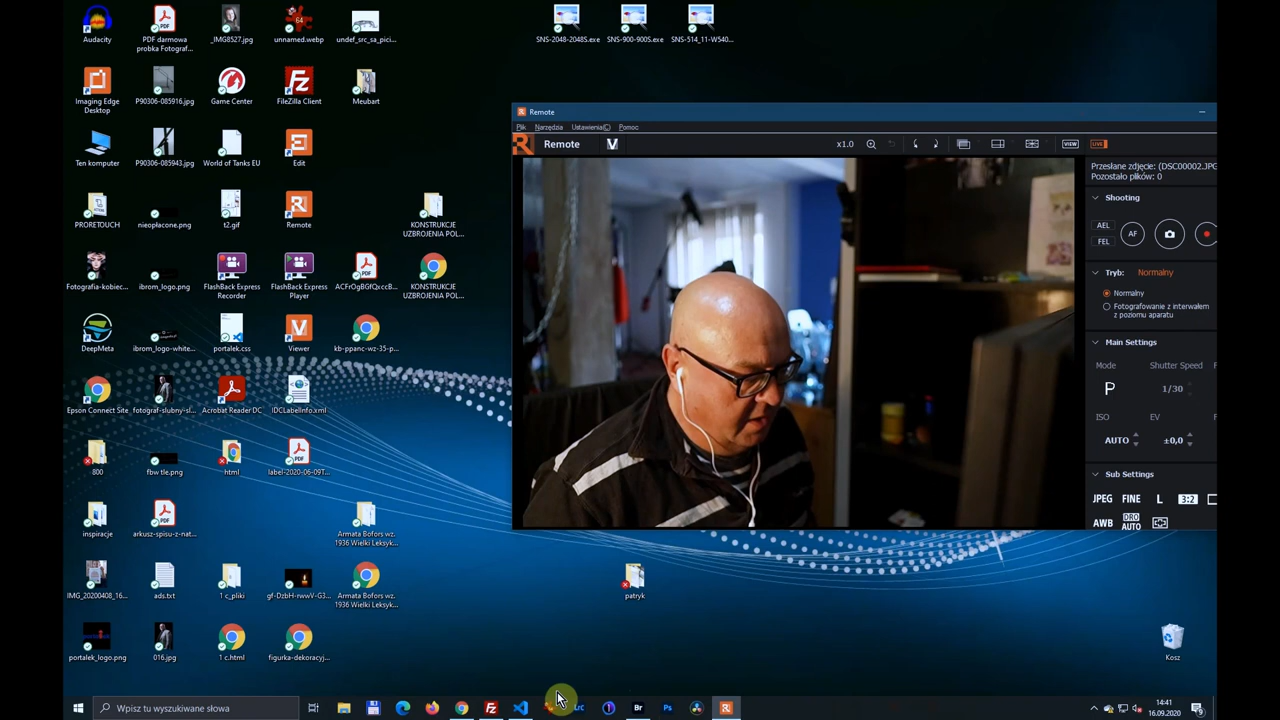 Audacity
PDF darmowa
probka Fotograf...
_IMG8527.jpg
64
unnamed.webp
undef_src_sa_pici...
SNS-2048-2048S.exe
SNS-900-900S.exe
SNS-514_11-W540...
Imaging Edge
Desktop
P90306-085916.jpg
Game Center
FileZilla Client
Meubart
Ten komputer
P90306-085943.jpg
World of Tanks EU
Edit
PRORETOUCH
nieopłacone.png
t2.gif
Remote
KONSTRUKCJE
UZBROJENIA POL...
Fotografia-kobiec...
ibrom_logo.png
FlashBack Express
Recorder
FlashBack Express
Player
ACFrOgBGfQxccB...
KONSTRUKCJE
UZBROJENIA POL...
DeepMeta
ibrom_logo-white...
portalek.css
Viewer
kb-ppanc-wz-35-p...
Epson Connect Site
fotograf-slubny-sl...
Acrobat Reader DC
IDCLabelInfo.xml
800
fbw tle.png
html
label-2020-06-09T...
inspiracje
arkusz-spisu-z-nat...
Armata Bofors wz.
1936 Wielki Leksyk...
IMG_20200408_16...
ads.txt
1 c_pliki
gf-DzbH-rwwV-G3...
Armata Bofors wz.
1936 Wielki Leksyk...
patryk
portalek_logo.png
016.jpg
1 c.html
figurka-dekoracyj...
Kosz
Remote
Plik Narzędzia Ustawienia(C) Pomoc
Remote
x1.0
VIEW
LIVE
Przesłane zdjęcie: (DSC00002.JPG
Pozostało plików: 0
Shooting
AEL
FEL
AF
Tryb: Normalny
Normalny
Fotografowanie z interwałem
z poziomu aparatu
Main Settings
Mode Shutter Speed F
P 1/30
ISO EV F
AUTO ±0,0
Sub Settings
JPEG FINE L 3:2
AWB DRO
AUTO
Wpisz tu wyszukiwane słowa
LrC
Br
Ps
14:41
16.09.2020